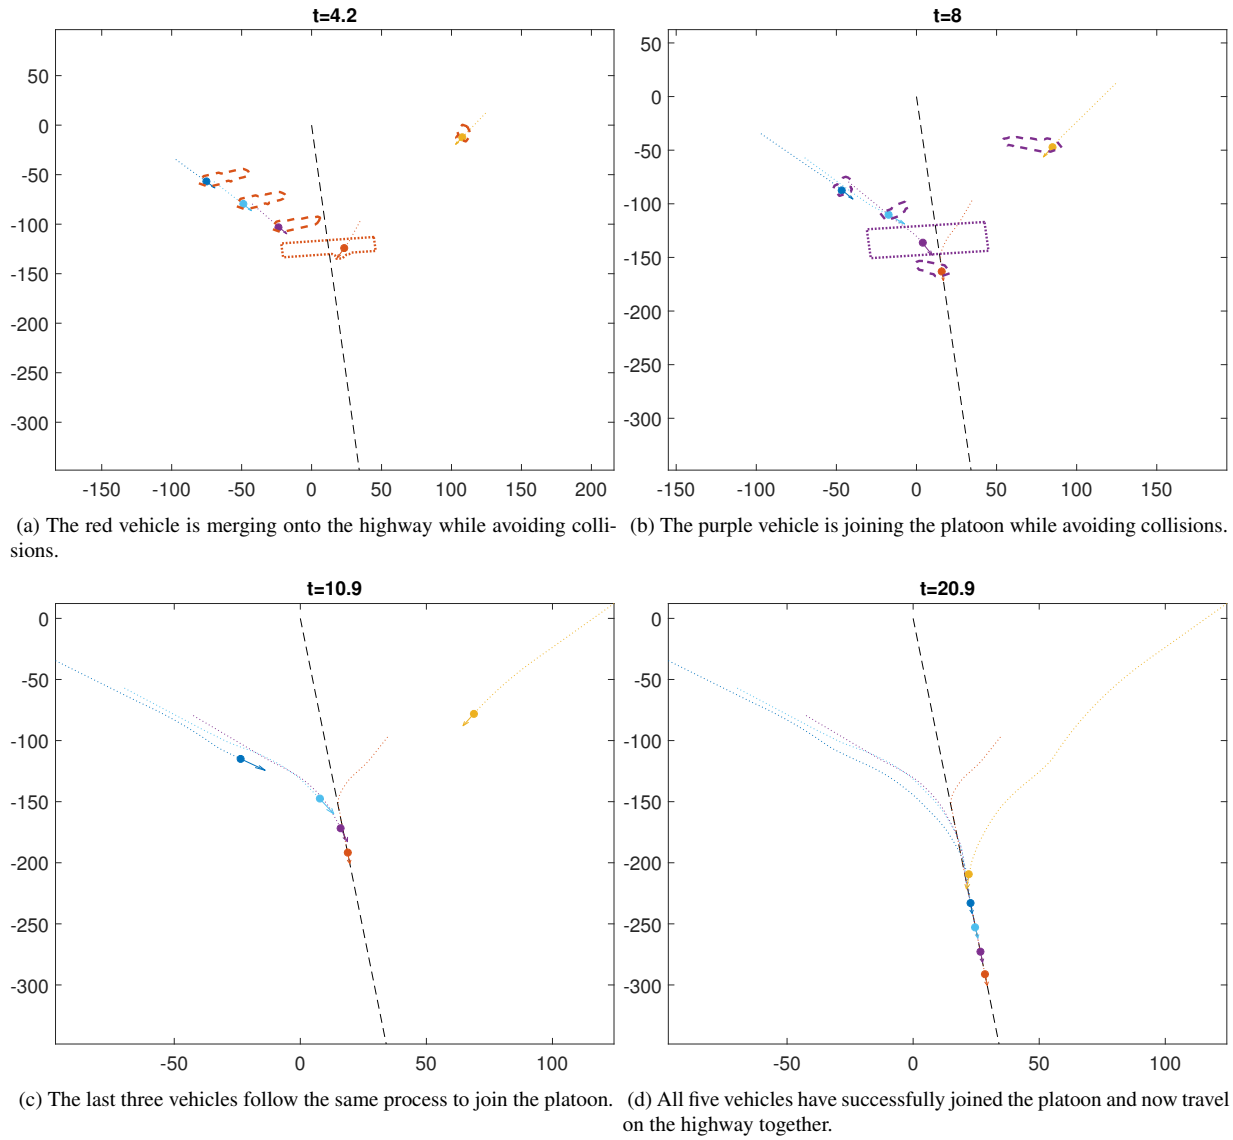 t=4.2
50
0
-50
-100
-150
-200
-250
-300
-150 -100 -50 0 50 100 150 200
(a) The red vehicle is merging onto the highway while avoiding colli-
sions.
t=8
50
0
-50
-100
-150
-200
-250
-300
-150 -100 -50 0 50 100 150
(b) The purple vehicle is joining the platoon while avoiding collisions.
t=10.9
0
-50
-100
-150
-200
-250
-300
-50 0 50 100
(c) The last three vehicles follow the same process to join the platoon.
t=20.9
0
-50
-100
-150
-200
-250
-300
-50 0 50 100
(d) All five vehicles have successfully joined the platoon and now travel
on the highway together.